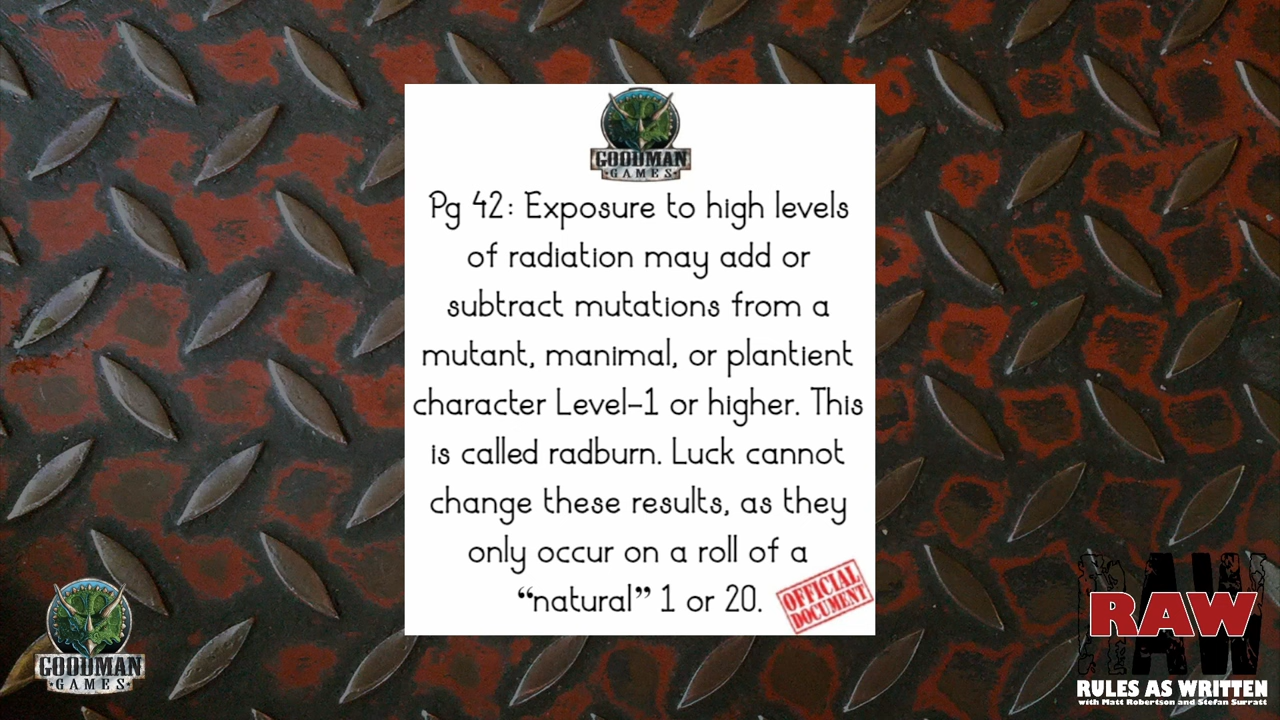 GOODMAN
GAMES
Pg 42: Exposure to high levels
of radiation may add or
subtract mutations from a
mutant, manimal, or plantient
character Level-1 or higher. This
is called radburn. Luck cannot
change these results, as they
only occur on a roll of a
“natural” 1 or 20.
OFFICIAL
DOCUMENT
GOODMAN
GAMES
RAW
RAW
RULES AS WRITTEN
with Matt Robertson and Stefan Surratt